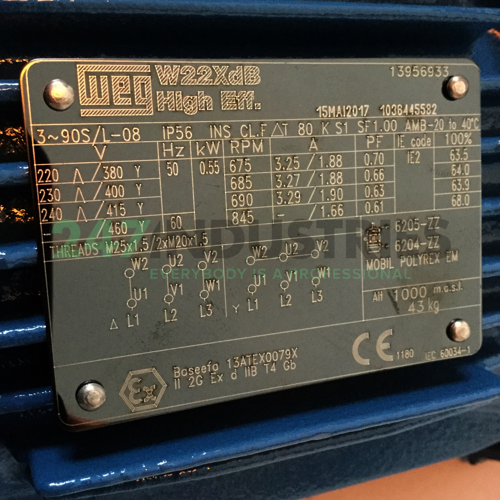 WEG W22XdB 13956933
High Eff.
15MAI2017 1036445582
3~90S/L-08 IP56 INS CL.F ΔT 80 K S1 SF1.00 AMB-20 to 40°C
V Hz kW RPM A PF IE code 100%
220 Δ/380 Y 50 0.55 675 3.25/1.88 0.70 IE2 63.5
230 Δ/400 Y 685 3.27/1.88 0.66 64.0
240 Δ/415 Y 690 3.29/1.90 0.63 63.9
460 60 845 - /1.66 0.61 68.0
THREADS M25x1.5/2xM20x1.5
6205-ZZ
6204-ZZ
MOBIL POLYREX EM
247 INDUSTRIES
EVERYBODY IS A PROFESSIONAL
W2 U2 V2 W2 U2 V2
U1 V1 W1 U1 V1 W1
Δ L1 L2 L3 Y L1 L2 L3
1000 m.a.s.l.
43 kg
Ex Baseefa 13ATEX0079X
II 2G Ex d IIB T4 Gb
CE 1180 IEC 60034-1